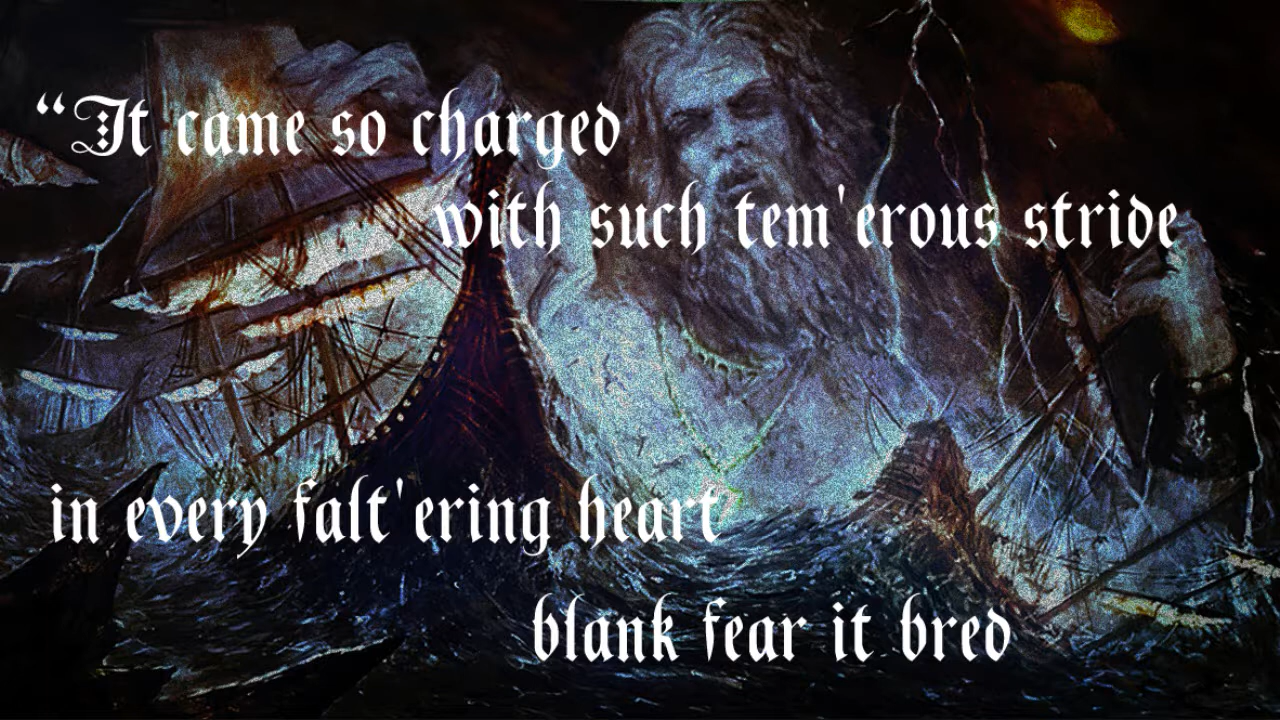 “It came so charged
with such tem'erous stride
in every falt'ering heart
blank fear it bred